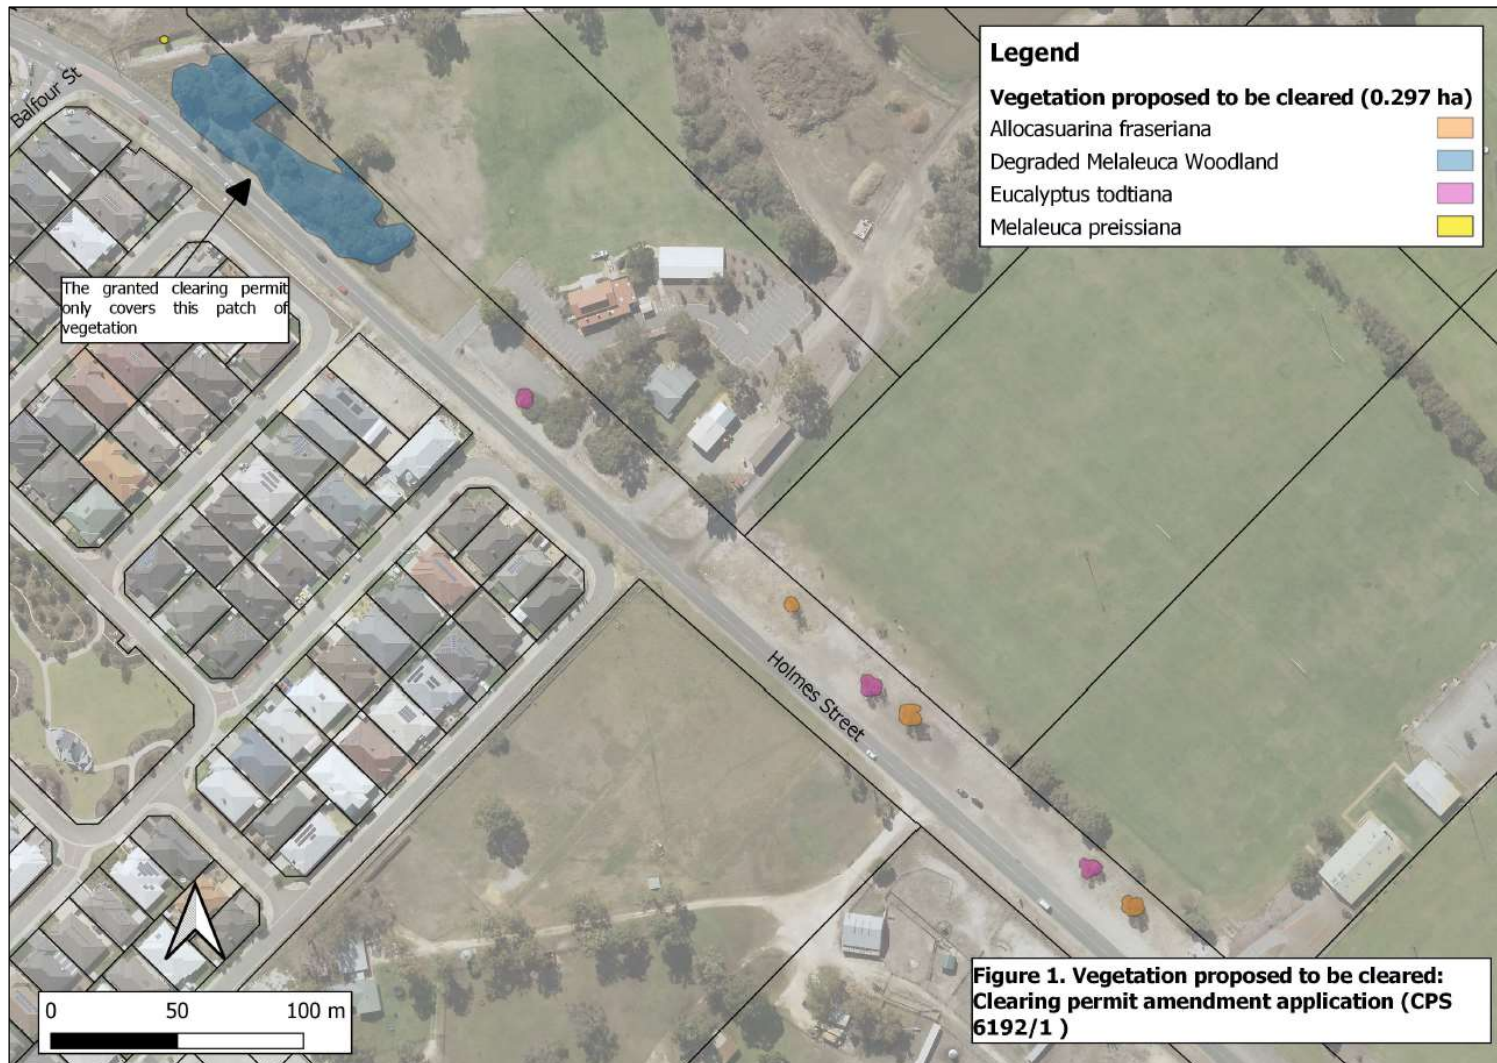 Legend
Vegetation proposed to be cleared (0.297 ha)
Allocasuarina fraseriana
Degraded Melaleuca Woodland
Eucalyptus todtiana
Melaleuca preissiana
Balfour St
The granted clearing permit
only covers this patch of
vegetation
Holmes Street
0 50 100 m
Figure 1. Vegetation proposed to be cleared:
Clearing permit amendment application (CPS
6192/1 )